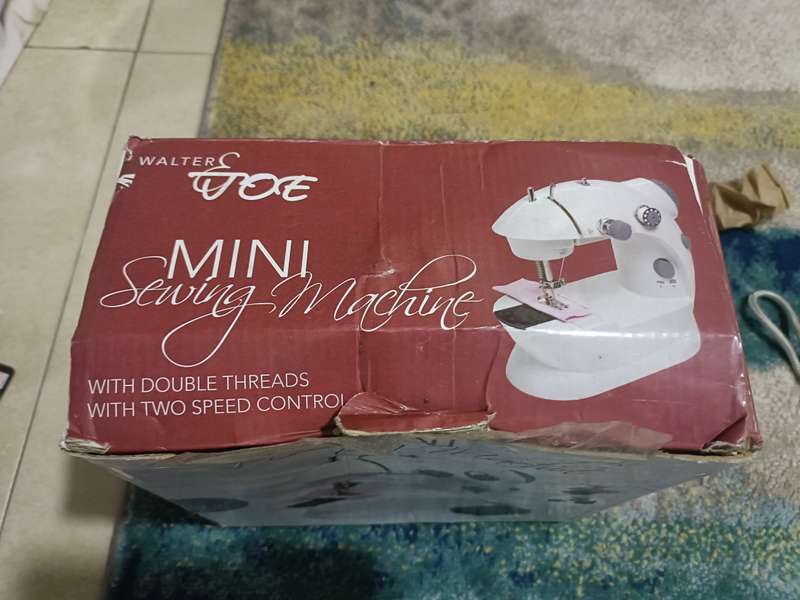 WALTER &
JOE
MINI
Sewing Machine
WITH DOUBLE THREADS
WITH TWO SPEED CONTROL